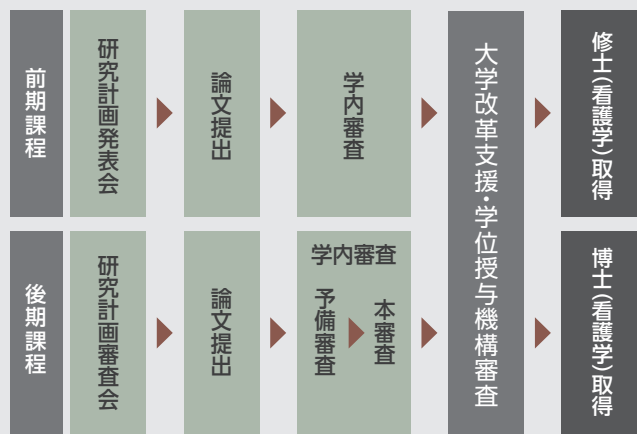 前期課程
研究計画発表会
論文提出
学内審査
大学改革支援・学位授与機構審査
修士(看護学)取得
後期課程
研究計画審査会
論文提出
学内審査
予備審査
本審査
博士(看護学)取得